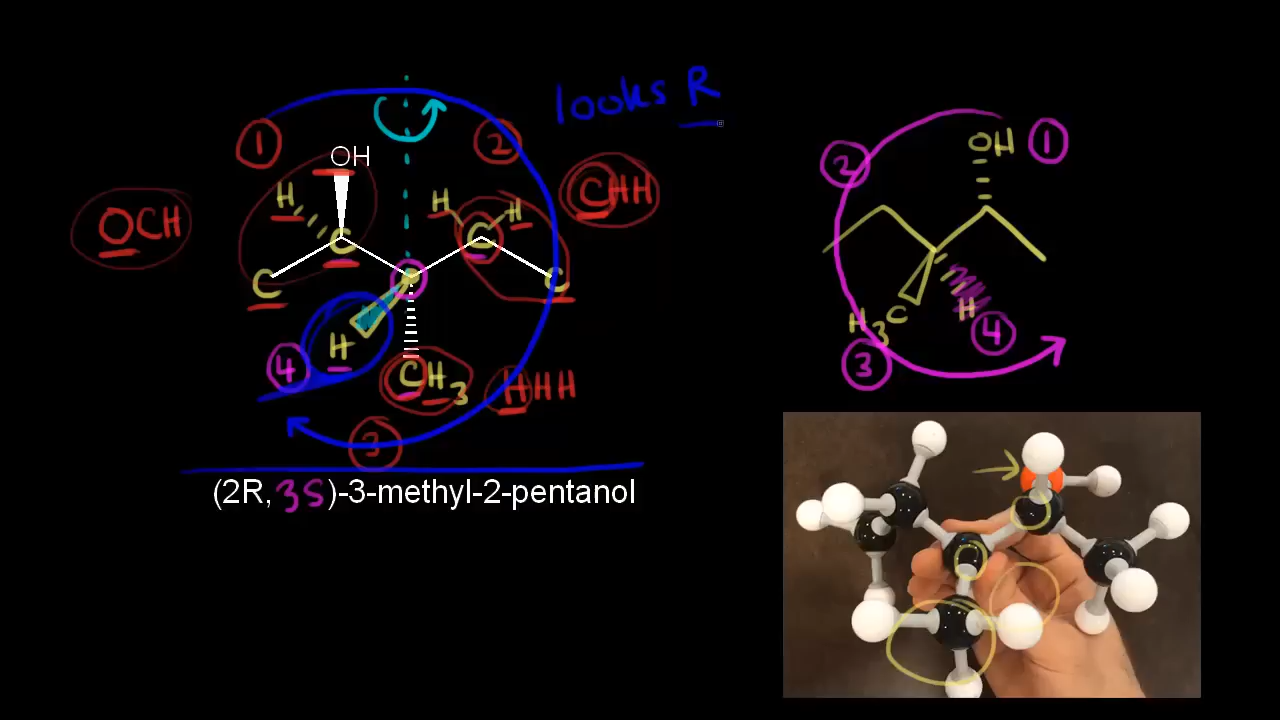 looks R
1
2
OH
H
OCH
C
C
H
H
C
CHH
C
4
H
CH3
HHH
3
(2R, 3S)-3-methyl-2-pentanol
2
OH
1
H3C
H
4
3